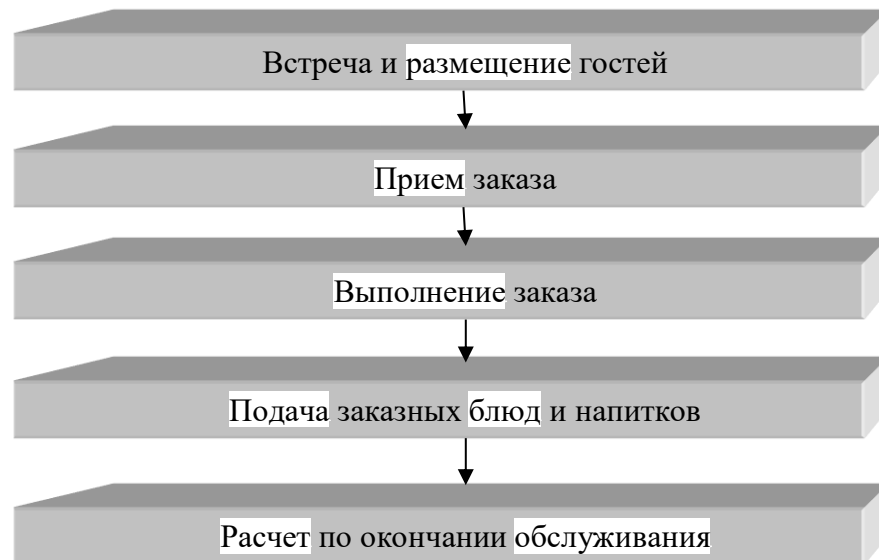 Встреча и размещение гостей
Прием заказа
Выполнение заказа
Подача заказных блюд и напитков
Расчет по окончании обслуживания